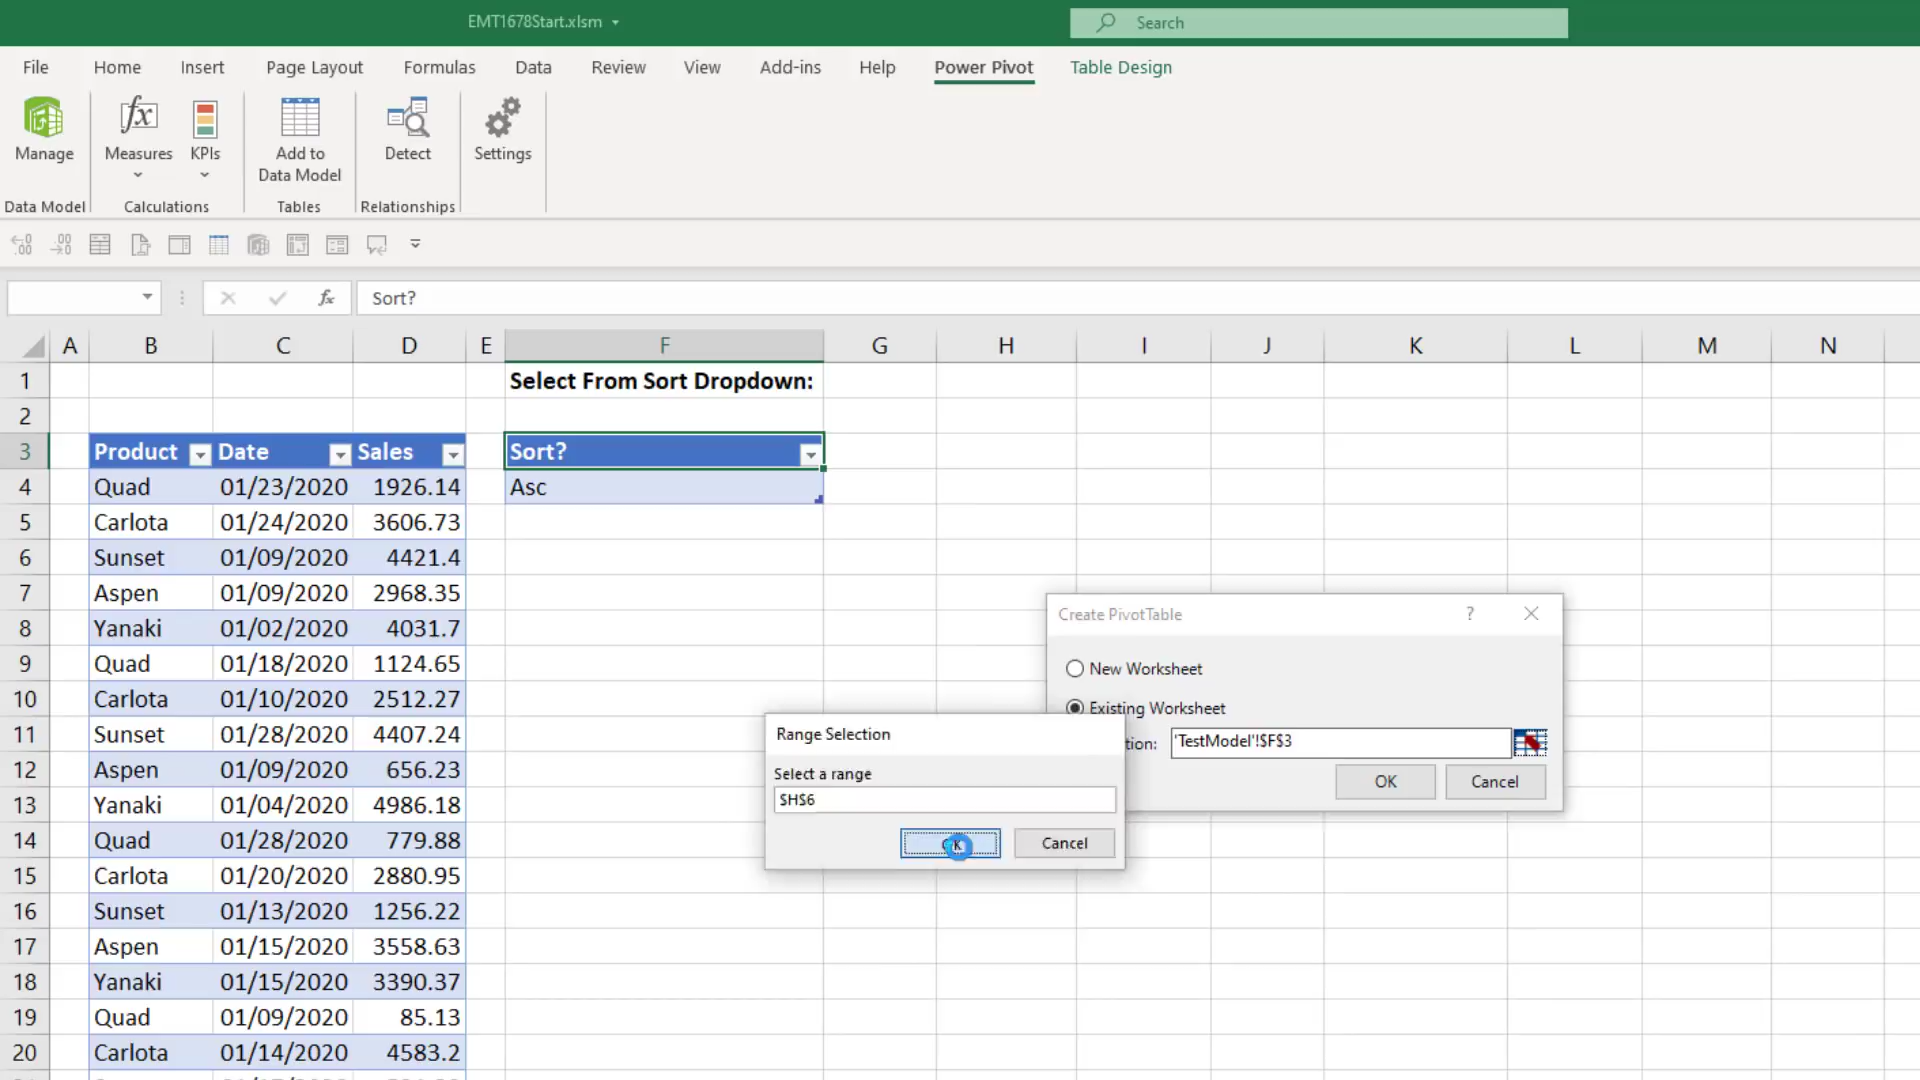 EMT1678Start.xlsm
Search
File Home Insert Page Layout Formulas Data Review View Add-ins Help Power Pivot Table Design
Manage Measures KPIs Add to Data Model Detect Settings
Data Model Calculations Tables Relationships
Sort?
A B C D E F G H I J K L M N
1 Select From Sort Dropdown:
2
3 Product Date Sales Sort?
4 Quad 01/23/2020 1926.14 Asc
5 Carlota 01/24/2020 3606.73
6 Sunset 01/09/2020 4421.4
7 Aspen 01/09/2020 2968.35
8 Yanaki 01/02/2020 4031.7
9 Quad 01/18/2020 1124.65
10 Carlota 01/10/2020 2512.27
11 Sunset 01/28/2020 4407.24
12 Aspen 01/09/2020 656.23
13 Yanaki 01/04/2020 4986.18
14 Quad 01/28/2020 779.88
15 Carlota 01/20/2020 2880.95
16 Sunset 01/13/2020 1256.22
17 Aspen 01/15/2020 3558.63
18 Yanaki 01/15/2020 3390.37
19 Quad 01/09/2020 85.13
20 Carlota 01/14/2020 4583.2
Create PivotTable ?
New Worksheet
Existing Worksheet
tion: 'TestModel'!$F$3
OK Cancel
Range Selection
Select a range
$H$6
OK Cancel